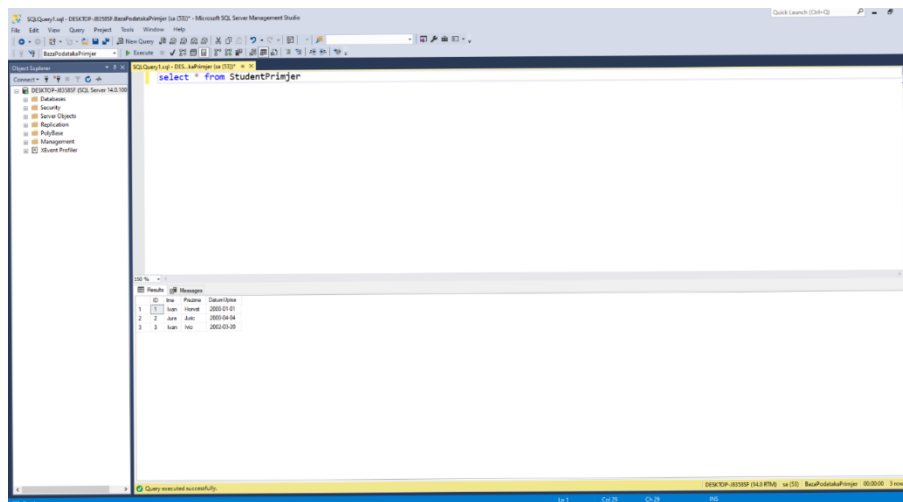 SQLQuery1.sql - DESKTOP-J8358SF.BazaPodatakaPrimjer (sa (53))* - Microsoft SQL Server Management Studio
Quick Launch (Ctrl+Q)
File Edit View Query Project Tools Window Help
New Query
BazaPodatakaPrimjer
Execute
Object Explorer
SQLQuery1.sql - DES...kaPrimjer (sa (53))*
Connect
select * from StudentPrimjer
DESKTOP-J8358SF (SQL Server 14.0.100
Databases
Security
Server Objects
Replication
PolyBase
Management
XEvent Profiler
100 %
Results Messages
ID Ime Prezime DatumUpisa
1 1 Ivan Horvat 2000-01-01
2 2 Jura Juric 2000-04-04
3 3 Ivan Ivic 2002-03-20
Query executed successfully.
DESKTOP-J8358SF (14.0 RTM) sa (53) BazaPodatakaPrimjer 00:00:00 3 row
Ln 1 Col 29 Ch 29 INS